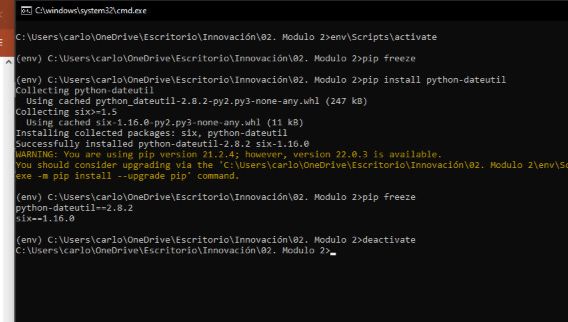 C:\windows\system32\cmd.exe
C:\Users\carlo\OneDrive\Escritorio\Innovación\02. Modulo 2>env\Scripts\activate
(env) C:\Users\carlo\OneDrive\Escritorio\Innovación\02. Modulo 2>pip freeze
(env) C:\Users\carlo\OneDrive\Escritorio\Innovación\02. Modulo 2>pip install python-dateutil
Collecting python-dateutil
Using cached python_dateutil-2.8.2-py2.py3-none-any.whl (247 kB)
Collecting six>=1.5
Using cached six-1.16.0-py2.py3-none-any.whl (11 kB)
Installing collected packages: six, python-dateutil
Successfully installed python-dateutil-2.8.2 six-1.16.0
WARNING: You are using pip version 21.2.4; however, version 22.0.3 is available.
You should consider upgrading via the 'C:\Users\carlo\OneDrive\Escritorio\Innovación\02. Modulo 2\env\Sc
exe -m pip install --upgrade pip' command.
(env) C:\Users\carlo\OneDrive\Escritorio\Innovación\02. Modulo 2>pip freeze
python-dateutil==2.8.2
six==1.16.0
(env) C:\Users\carlo\OneDrive\Escritorio\Innovación\02. Modulo 2>deactivate
C:\Users\carlo\OneDrive\Escritorio\Innovación\02. Modulo 2>